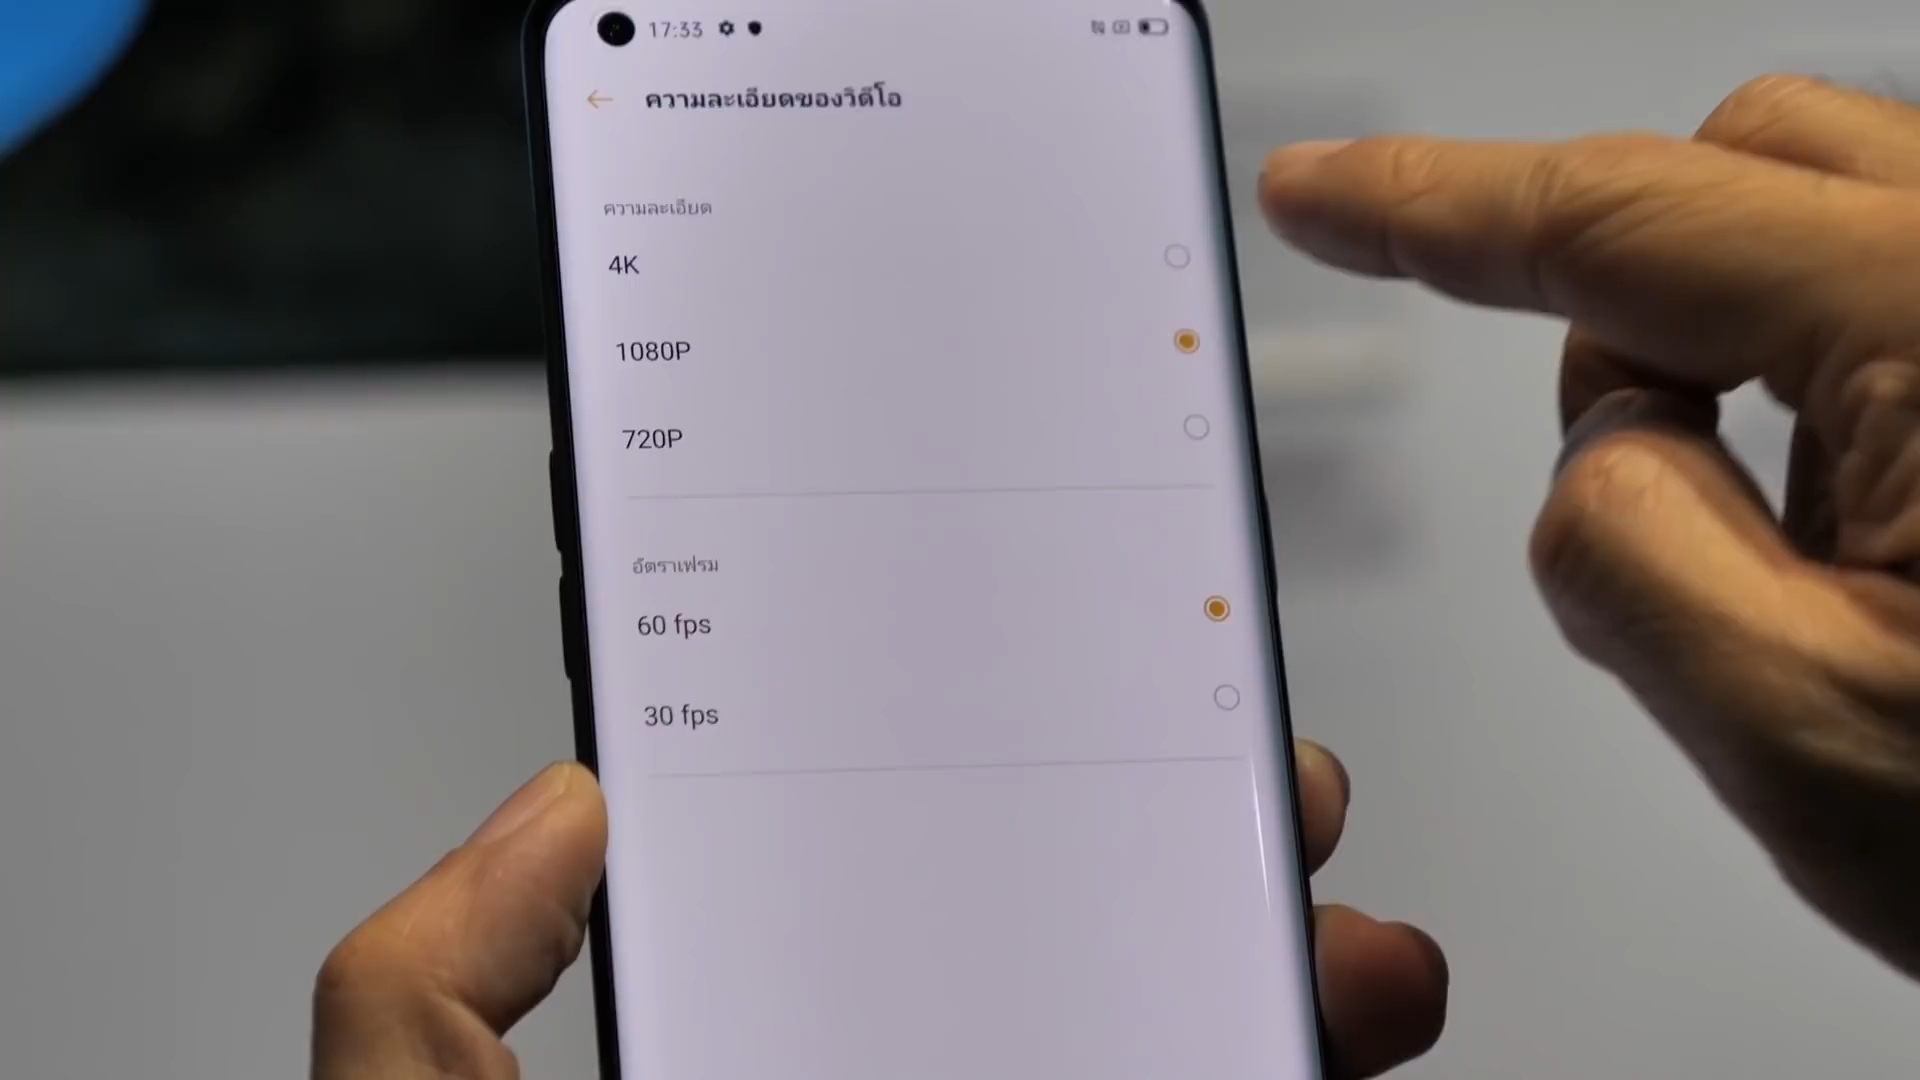 17:33
ความละเอียดของวิดีโอ
ความละเอียด
4K
1080P
720P
อัตราเฟรม
60 fps
30 fps